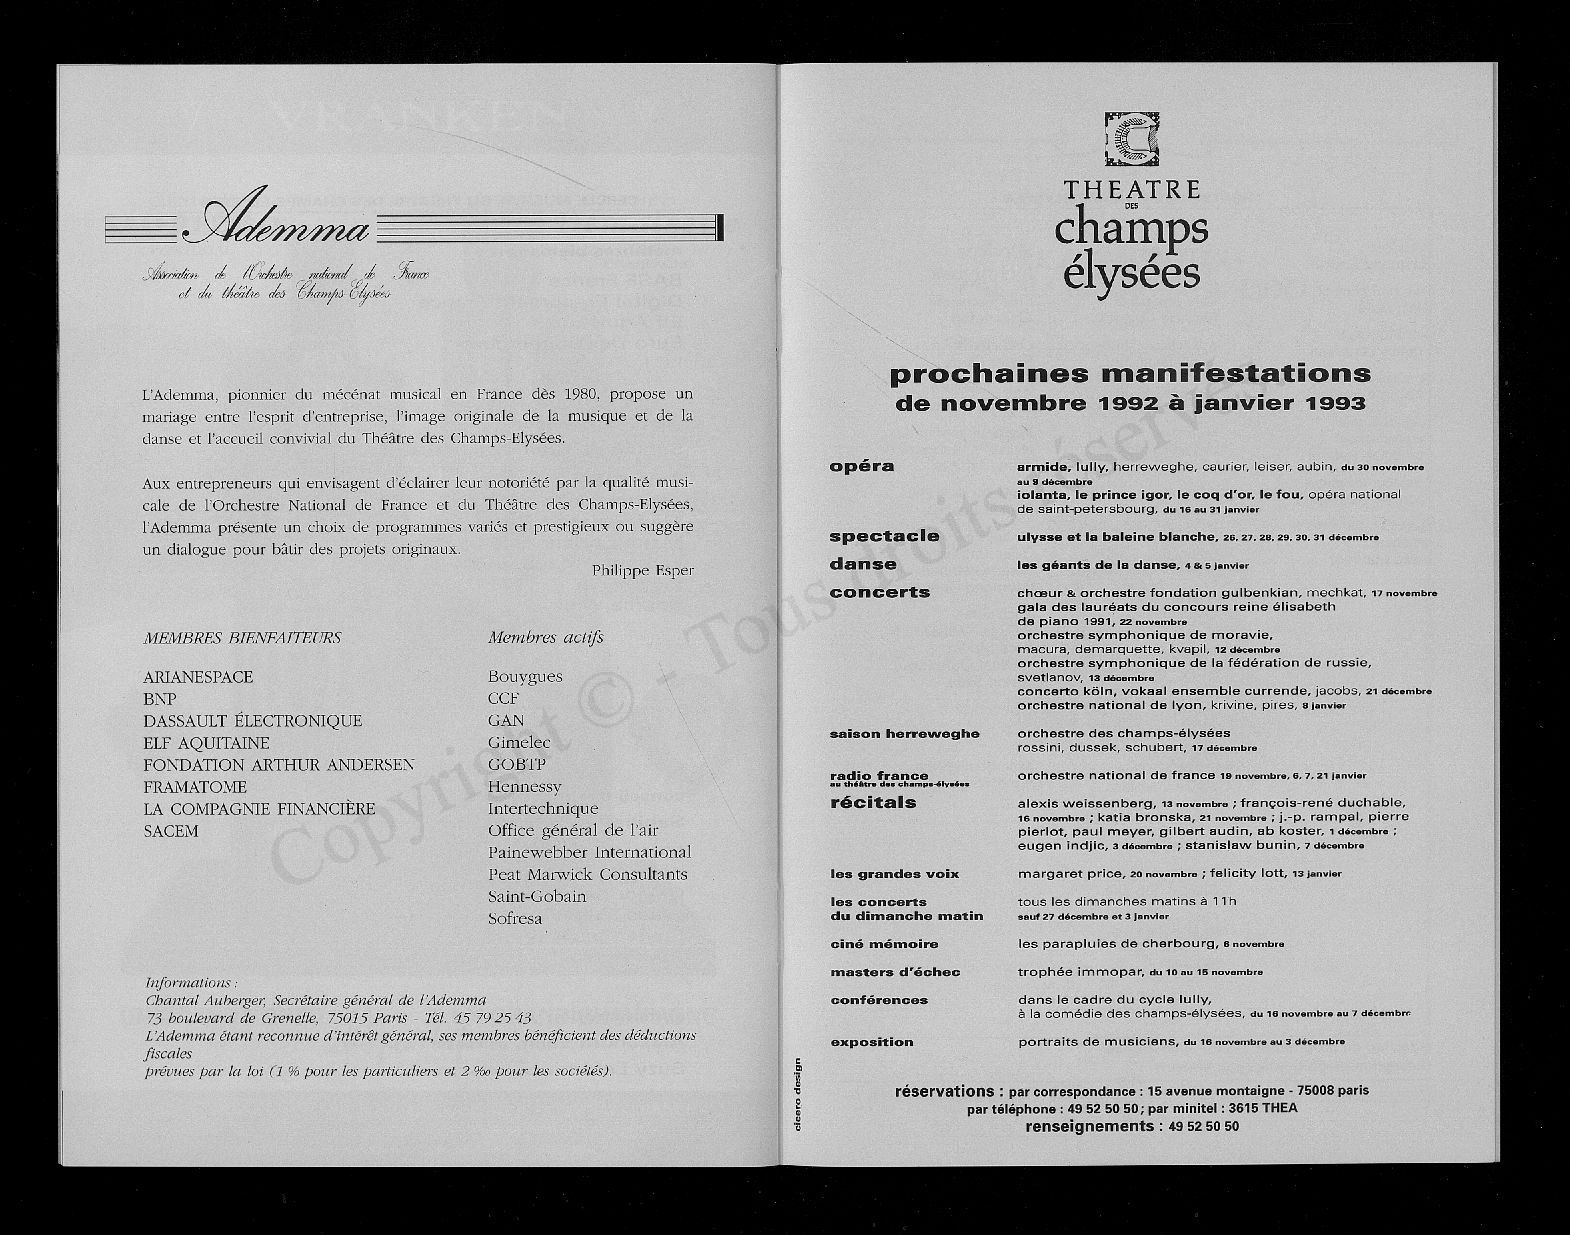 Ademma
Association de l'Orchestre national de France
et du théâtre des Champs-Elysées
L'Ademma, pionnier du mécénat musical en France dès 1980, propose un
mariage entre l'esprit d'entreprise, l'image originale de la musique et de la
danse et l'accueil convivial du Théâtre des Champs-Elysées.
Aux entrepreneurs qui envisagent d'éclairer leur notoriété par la qualité musi-
cale de l'Orchestre National de France et du Théâtre des Champs-Elysées,
l'Ademma présente un choix de programmes variés et prestigieux ou suggère
un dialogue pour bâtir des projets originaux.
Philippe Esper
MEMBRES BIENFAITEURS
ARIANESPACE
BNP
DASSAULT ÉLECTRONIQUE
ELF AQUITAINE
FONDATION ARTHUR ANDERSEN
FRAMATOME
LA COMPAGNIE FINANCIÈRE
SACEM
Membres actifs
Bouygues
CCF
GAN
Gimelec
GOBTP
Hennessy
Intertechnique
Office général de l'air
Painewebber International
Peat Marwick Consultants
Saint-Gobain
Sofresa
Informations :
Chantal Auberger, Secrétaire général de l'Ademma
73 boulevard de Grenelle, 75015 Paris - Tél. 45 79 25 43
L'Ademma étant reconnue d'intérêt général, ses membres bénéficient des déductions
fiscales
prévues par la loi (1 % pour les particuliers et 2 ‰ pour les sociétés).
THEATRE
DES
champs
élysées
prochaines manifestations
de novembre 1992 à janvier 1993
opéra armide, lully, herreweghe, caurier, leiser, aubin, du 30 novembre
au 9 décembre
iolanta, le prince igor, le coq d'or, le fou, opéra national
de saint-petersbourg, du 16 au 31 janvier
spectacle ulysse et la baleine blanche, 26, 27, 28, 29, 30, 31 décembre
danse les géants de la danse, 4 & 5 janvier
concerts chœur & orchestre fondation gulbenkian, mechkat, 17 novembre
gala des lauréats du concours reine élisabeth
de piano 1991, 22 novembre
orchestre symphonique de moravie,
macura, demarquette, kvapil, 12 décembre
orchestre symphonique de la fédération de russie,
svetlanov, 13 décembre
concerto köln, vokaal ensemble currende, jacobs, 21 décembre
orchestre national de lyon, krivine, pires, 8 janvier
saison herreweghe orchestre des champs-élysées
rossini, dussek, schubert, 17 décembre
radio france orchestre national de france 19 novembre, 6, 7, 21 janvier
au théâtre des champs-élysées
récitals alexis weissenberg, 13 novembre ; françois-rené duchable,
16 novembre ; katia bronska, 21 novembre ; j.-p. rampal, pierre
pierlot, paul meyer, gilbert audin, ab koster, 1 décembre ;
eugen indjic, 3 décembre ; stanislaw bunin, 7 décembre
les grandes voix margaret price, 20 novembre ; felicity lott, 13 janvier
les concerts tous les dimanches matins à 11h
du dimanche matin sauf 27 décembre et 3 janvier
ciné mémoire les parapluies de cherbourg, 6 novembre
masters d'échec trophée immopar, du 10 au 15 novembre
conférences dans le cadre du cycle lully,
à la comédie des champs-élysées, du 16 novembre au 7 décembre
exposition portraits de musiciens, du 16 novembre au 3 décembre
cicero design
réservations : par correspondance : 15 avenue montaigne - 75008 paris
par téléphone : 49 52 50 50; par minitel : 3615 THEA
renseignements : 49 52 50 50
Copyright © - Tous droits réservés